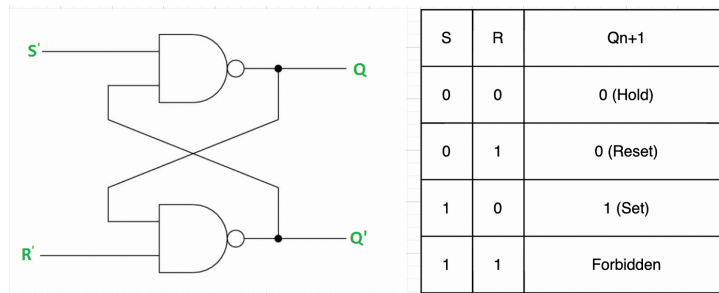 S'
Q
Q'
R'
S R Qn+1
0 0 0 (Hold)
0 1 0 (Reset)
1 0 1 (Set)
1 1 Forbidden